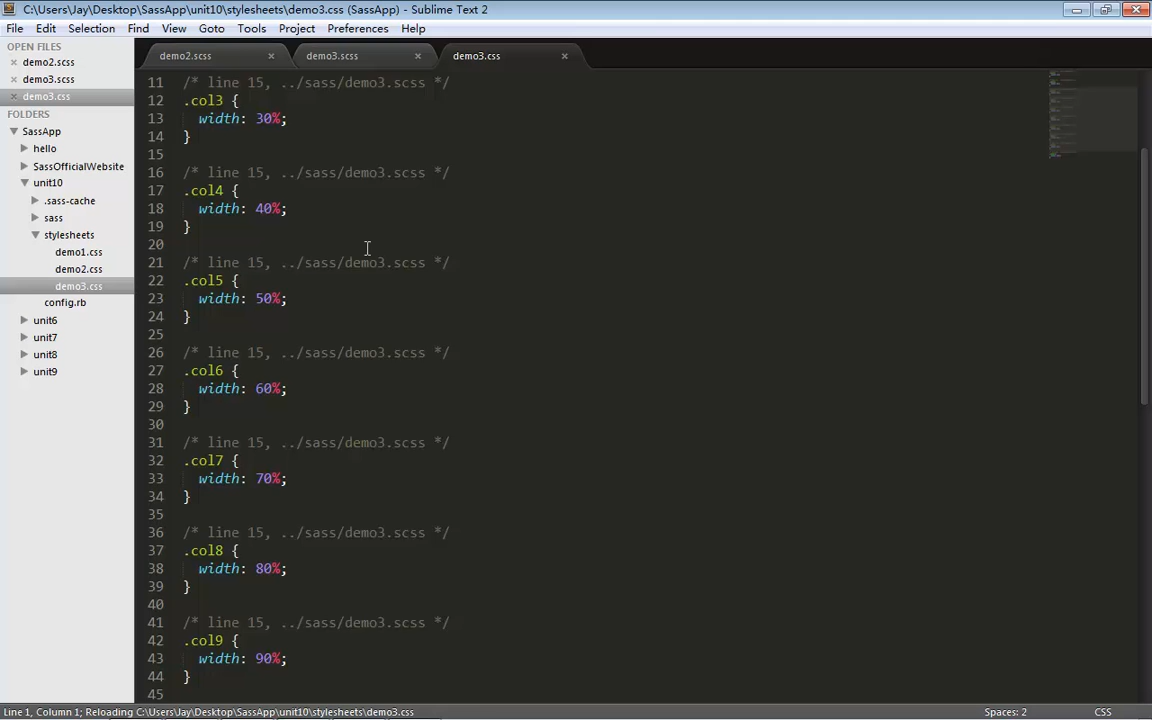 C:\Users\Jay\Desktop\SassApp\unit10\stylesheets\demo3.css (SassApp) - Sublime Text 2
File Edit Selection Find View Goto Tools Project Preferences Help
OPEN FILES
demo2.scss
demo3.scss
demo3.css
FOLDERS
SassApp
hello
SassOfficialWebsite
unit10
.sass-cache
sass
stylesheets
demo1.css
demo2.css
demo3.css
config.rb
unit6
unit7
unit8
unit9
demo2.scss demo3.scss demo3.css
11 /* line 15, ../sass/demo3.scss */
12 .col3 {
13 width: 30%;
14 }
15
16 /* line 15, ../sass/demo3.scss */
17 .col4 {
18 width: 40%;
19 }
20
21 /* line 15, ../sass/demo3.scss */
22 .col5 {
23 width: 50%;
24 }
25
26 /* line 15, ../sass/demo3.scss */
27 .col6 {
28 width: 60%;
29 }
30
31 /* line 15, ../sass/demo3.scss */
32 .col7 {
33 width: 70%;
34 }
35
36 /* line 15, ../sass/demo3.scss */
37 .col8 {
38 width: 80%;
39 }
40
41 /* line 15, ../sass/demo3.scss */
42 .col9 {
43 width: 90%;
44 }
45
Line 1, Column 1; Reloading C:\Users\Jay\Desktop\SassApp\unit10\stylesheets\demo3.css Spaces: 2 CSS